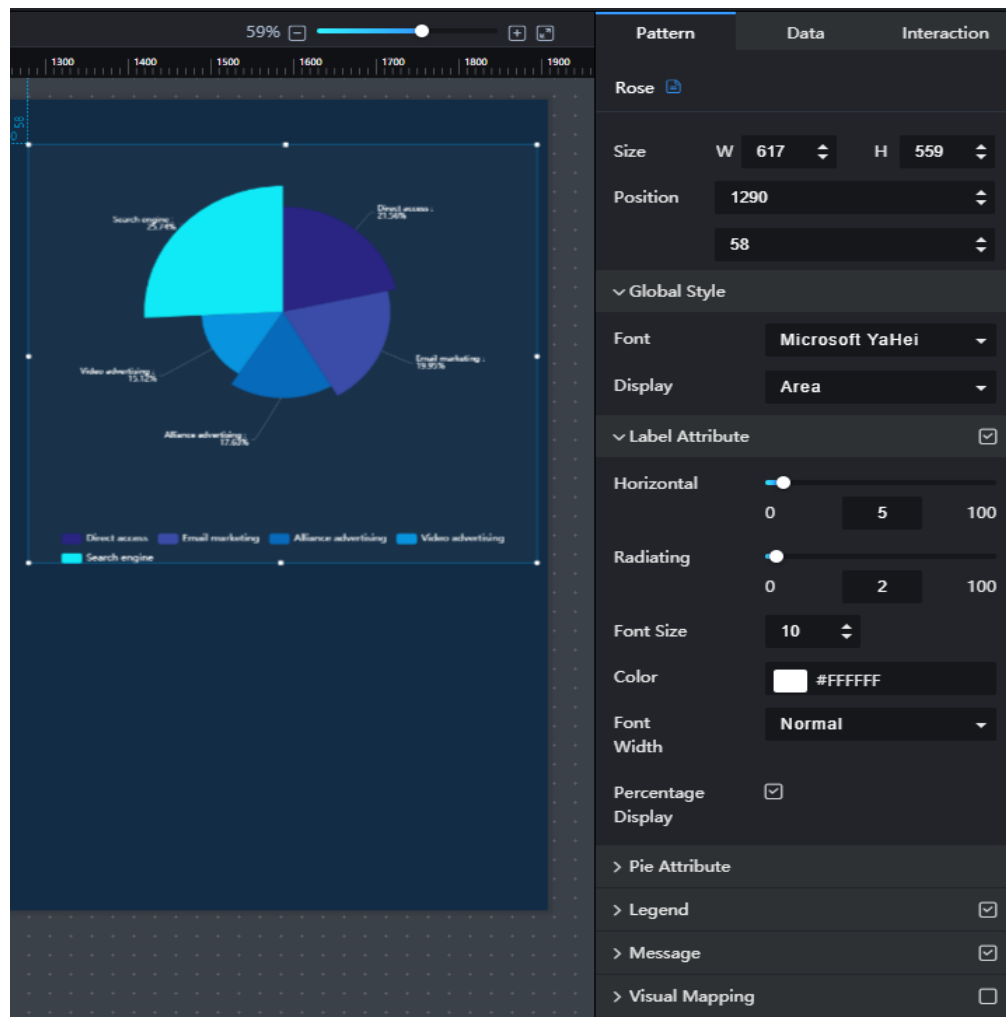 59%
Pattern Data Interaction
1300 1400 1500 1600 1700 1800 1900
Rose
58
0
Size W 617 H 559
Position 1290
58
Search engine :
25.74%
Direct access :
21.56%
Email marketing :
19.95%
Video advertising :
15.12%
Alliance advertising :
17.63%
Direct access Email marketing Alliance advertising Video advertising
Search engine
Global Style
Font Microsoft YaHei
Display Area
Label Attribute
Horizontal
0 5 100
Radiating
0 2 100
Font Size 10
Color #FFFFFF
Font Normal
Width
Percentage
Display
Pie Attribute
Legend
Message
Visual Mapping